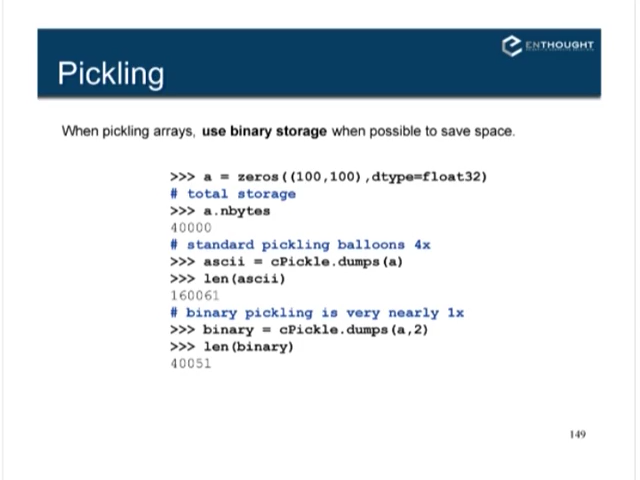 ENTHOUGHT
Pickling
When pickling arrays, use binary storage when possible to save space.
>>> a = zeros((100,100),dtype=float32)
# total storage
>>> a.nbytes
40000
# standard pickling balloons 4x
>>> ascii = cPickle.dumps(a)
>>> len(ascii)
160061
# binary pickling is very nearly 1x
>>> binary = cPickle.dumps(a,2)
>>> len(binary)
40051
149